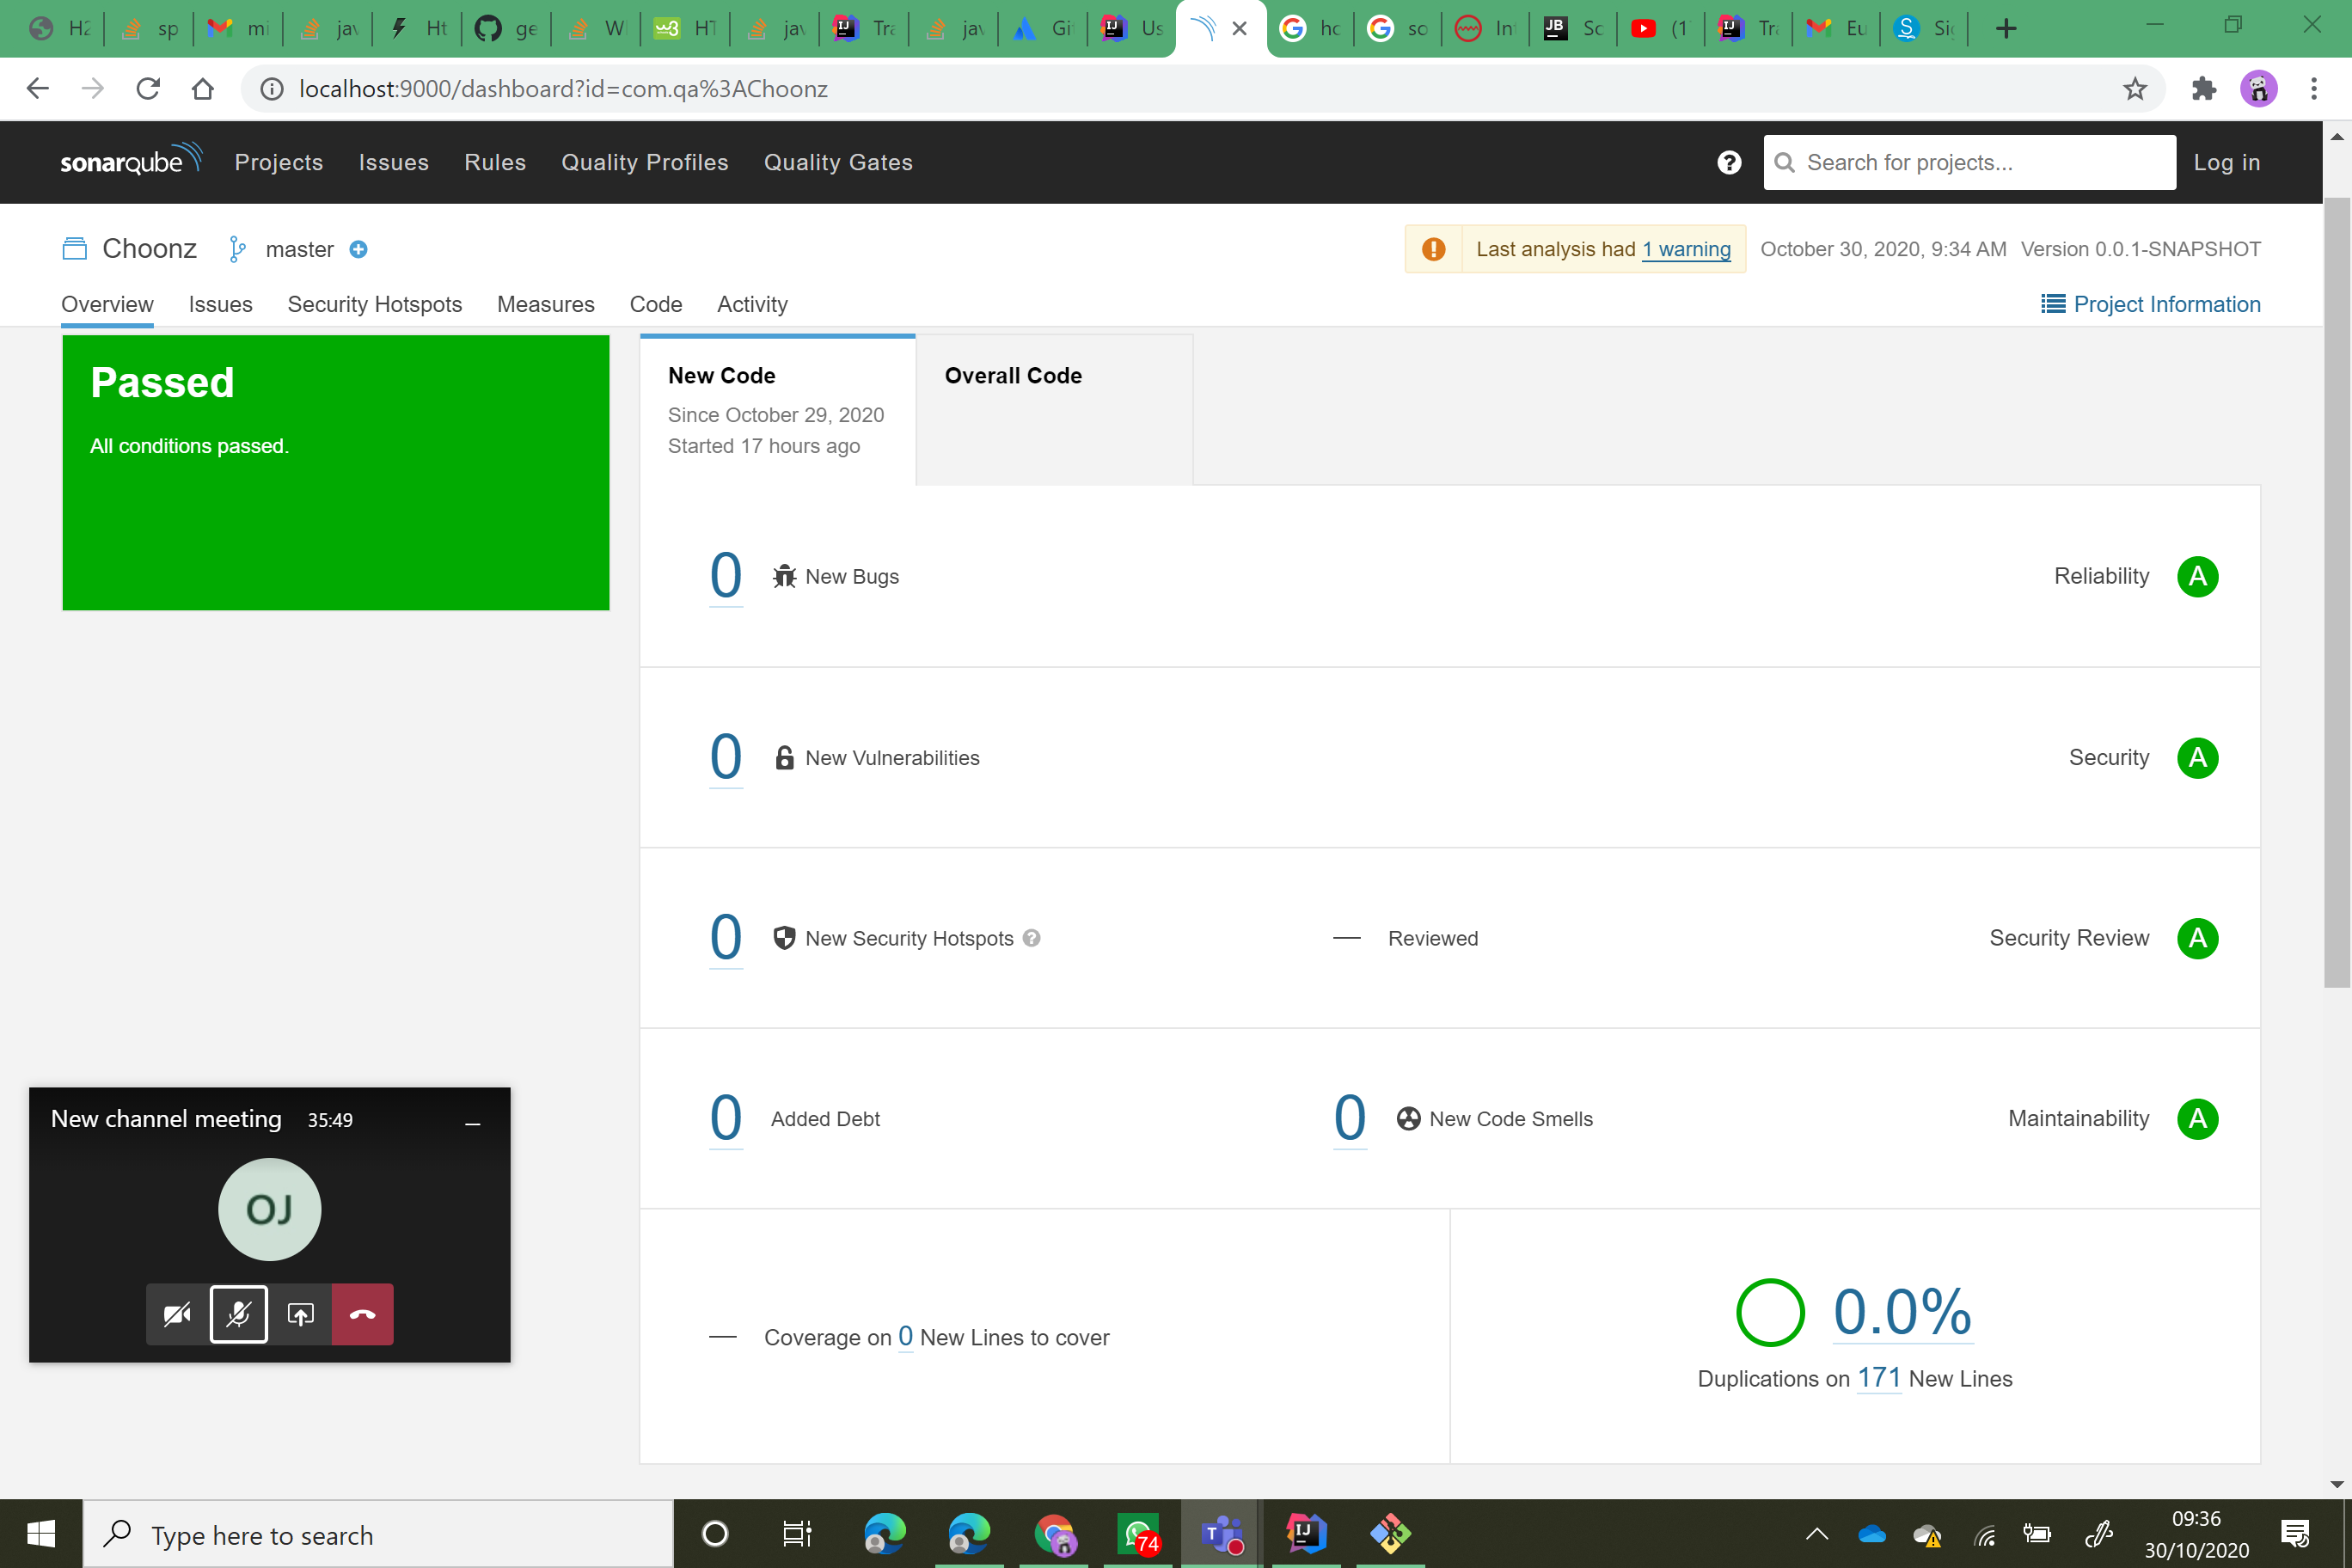 H2 sp mi jav Ht ge W HT jav Tra jav Git Us ho so Int Sc (1 Tra Eu Sig
localhost:9000/dashboard?id=com.qa%3AChoonz
sonarqube Projects Issues Rules Quality Profiles Quality Gates Search for projects... Log in
Choonz master Last analysis had 1 warning October 30, 2020, 9:34 AM Version 0.0.1-SNAPSHOT
Overview Issues Security Hotspots Measures Code Activity Project Information
Passed
All conditions passed.
New Code
Since October 29, 2020
Started 17 hours ago
Overall Code
0 New Bugs Reliability A
0 New Vulnerabilities Security A
0 New Security Hotspots ? — Reviewed Security Review A
0 Added Debt 0 New Code Smells Maintainability A
— Coverage on 0 New Lines to cover
0.0%
Duplications on 171 New Lines
New channel meeting 35:49
OJ
Type here to search
74
09:36
30/10/2020